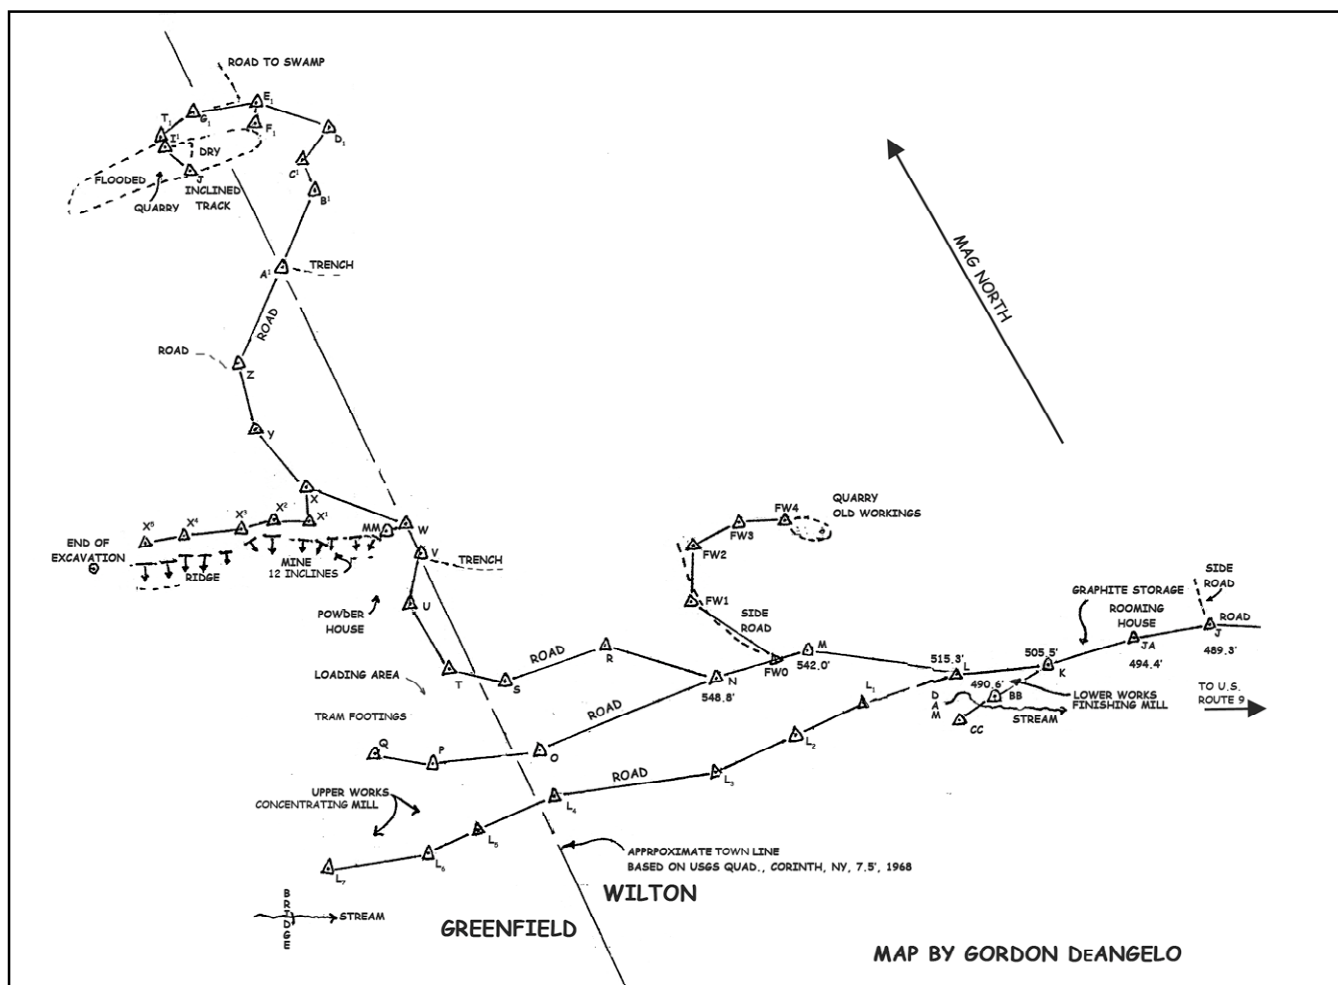 ROAD TO SWAMP
E₁
T₁
G₁
F₁
D₁
I¹
DRY
C¹
FLOODED
J
INCLINED
TRACK
B¹
QUARRY
MAG NORTH
A¹
TRENCH
ROAD
ROAD
Z
Y
X
X⁵
X⁴
X³
X²
X¹
MM
W
FW4
QUARRY
OLD WORKINGS
FW3
END OF
EXCAVATION
V
TRENCH
FW2
MINE
12 INCLINES
RIDGE
SIDE
ROAD
GRAPHITE STORAGE
U
FW1
POWDER
HOUSE
SIDE
ROAD
ROOMING
HOUSE
ROAD
J
JA
489.3'
494.4'
R
M
542.0'
515.3'
505.5'
L
K
ROAD
FW0
LOADING AREA
T
S
N
548.8'
490.6'
BB
LOWER WORKS
FINISHING MILL
TO U.S.
ROUTE 9
L₁
DAM
STREAM
CC
TRAM FOOTINGS
ROAD
Q
P
O
L₂
ROAD
L₃
UPPER WORKS
CONCENTRATING MILL
L₄
L₅
L₆
L₇
APPRPOXIMATE TOWN LINE
BASED ON USGS QUAD., CORINTH, NY, 7.5', 1968
WILTON
BRIDGE
STREAM
GREENFIELD
MAP BY GORDON DEANGELO